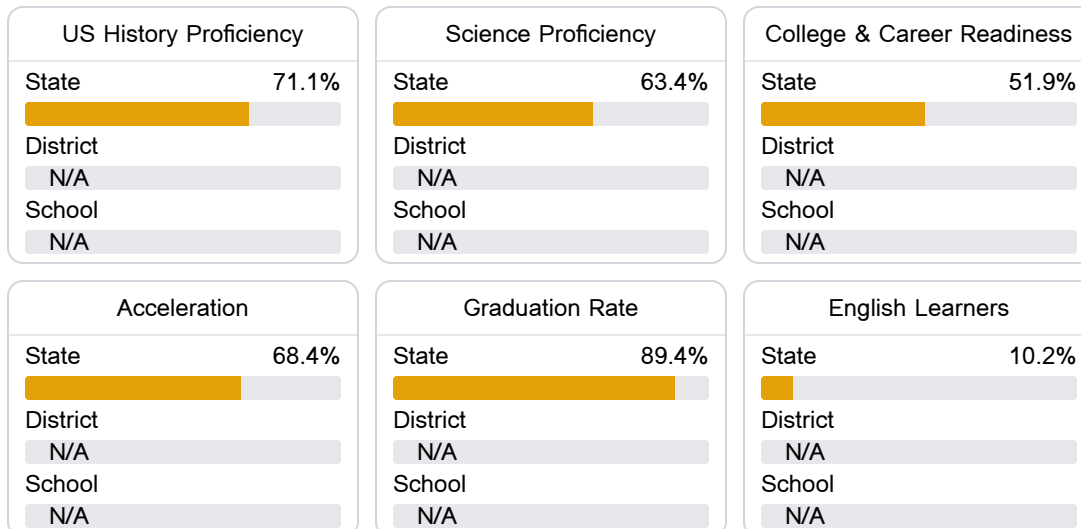 US History Proficiency
State 71.1%
District
N/A
School
N/A
Science Proficiency
State 63.4%
District
N/A
School
N/A
College & Career Readiness
State 51.9%
District
N/A
School
N/A
Acceleration
State 68.4%
District
N/A
School
N/A
Graduation Rate
State 89.4%
District
N/A
School
N/A
English Learners
State 10.2%
District
N/A
School
N/A